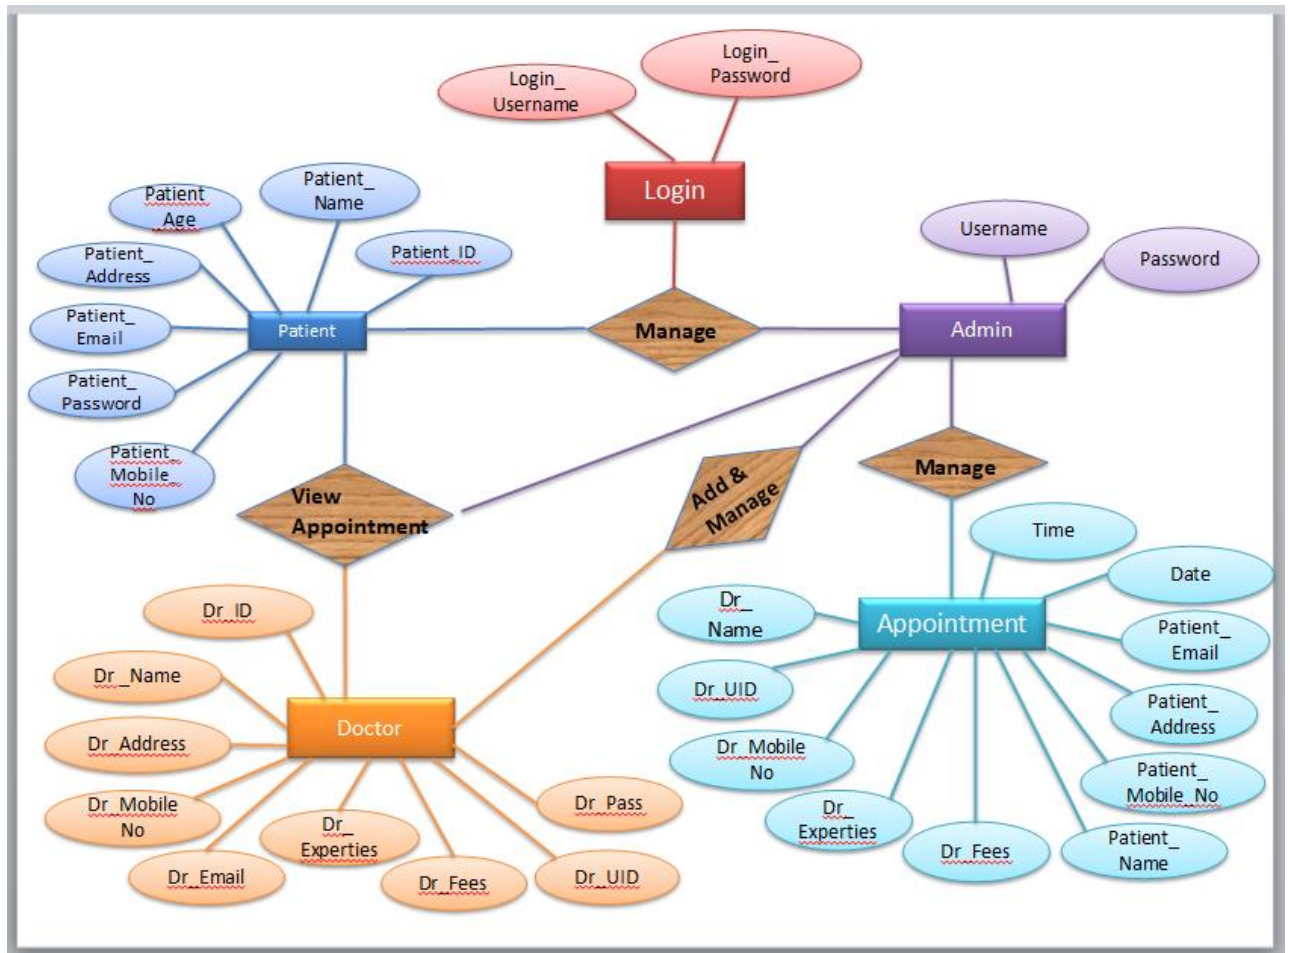 Login_
Password
Login_
Username
Login
Patient_
Name
Patient
_Age
Patient_ID
Patient_
Address
Patient_
Email
Patient_
Password
Patient_
Mobile_
No
Patient
Manage
Username
Password
Admin
View
Appointment
Add &
Manage
Manage
Time
Date
Dr_
Name
Appointment
Patient_
Email
Dr_UID
Patient_
Address
Dr_Mobile
No
Patient_
Mobile_No
Dr_
Experties
Dr_Fees
Patient_
Name
Dr_ID
Dr_Name
Dr_Address
Doctor
Dr_Mobile
No
Dr_Pass
Dr_
Experties
Dr_Email
Dr_Fees
Dr_UID